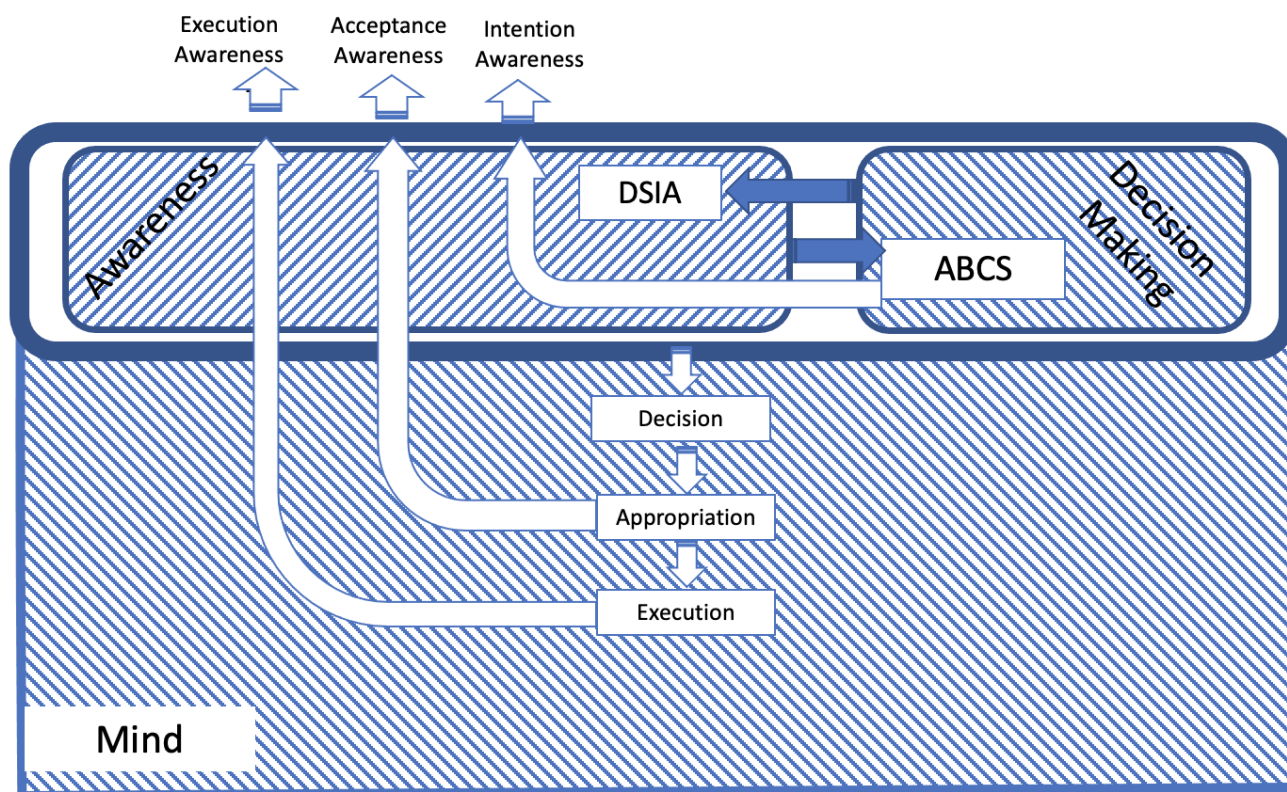 Execution
Awareness
Acceptance
Awareness
Intention
Awareness
Awareness
DSIA
Decision
Making
ABCS
Decision
Appropriation
Execution
Mind